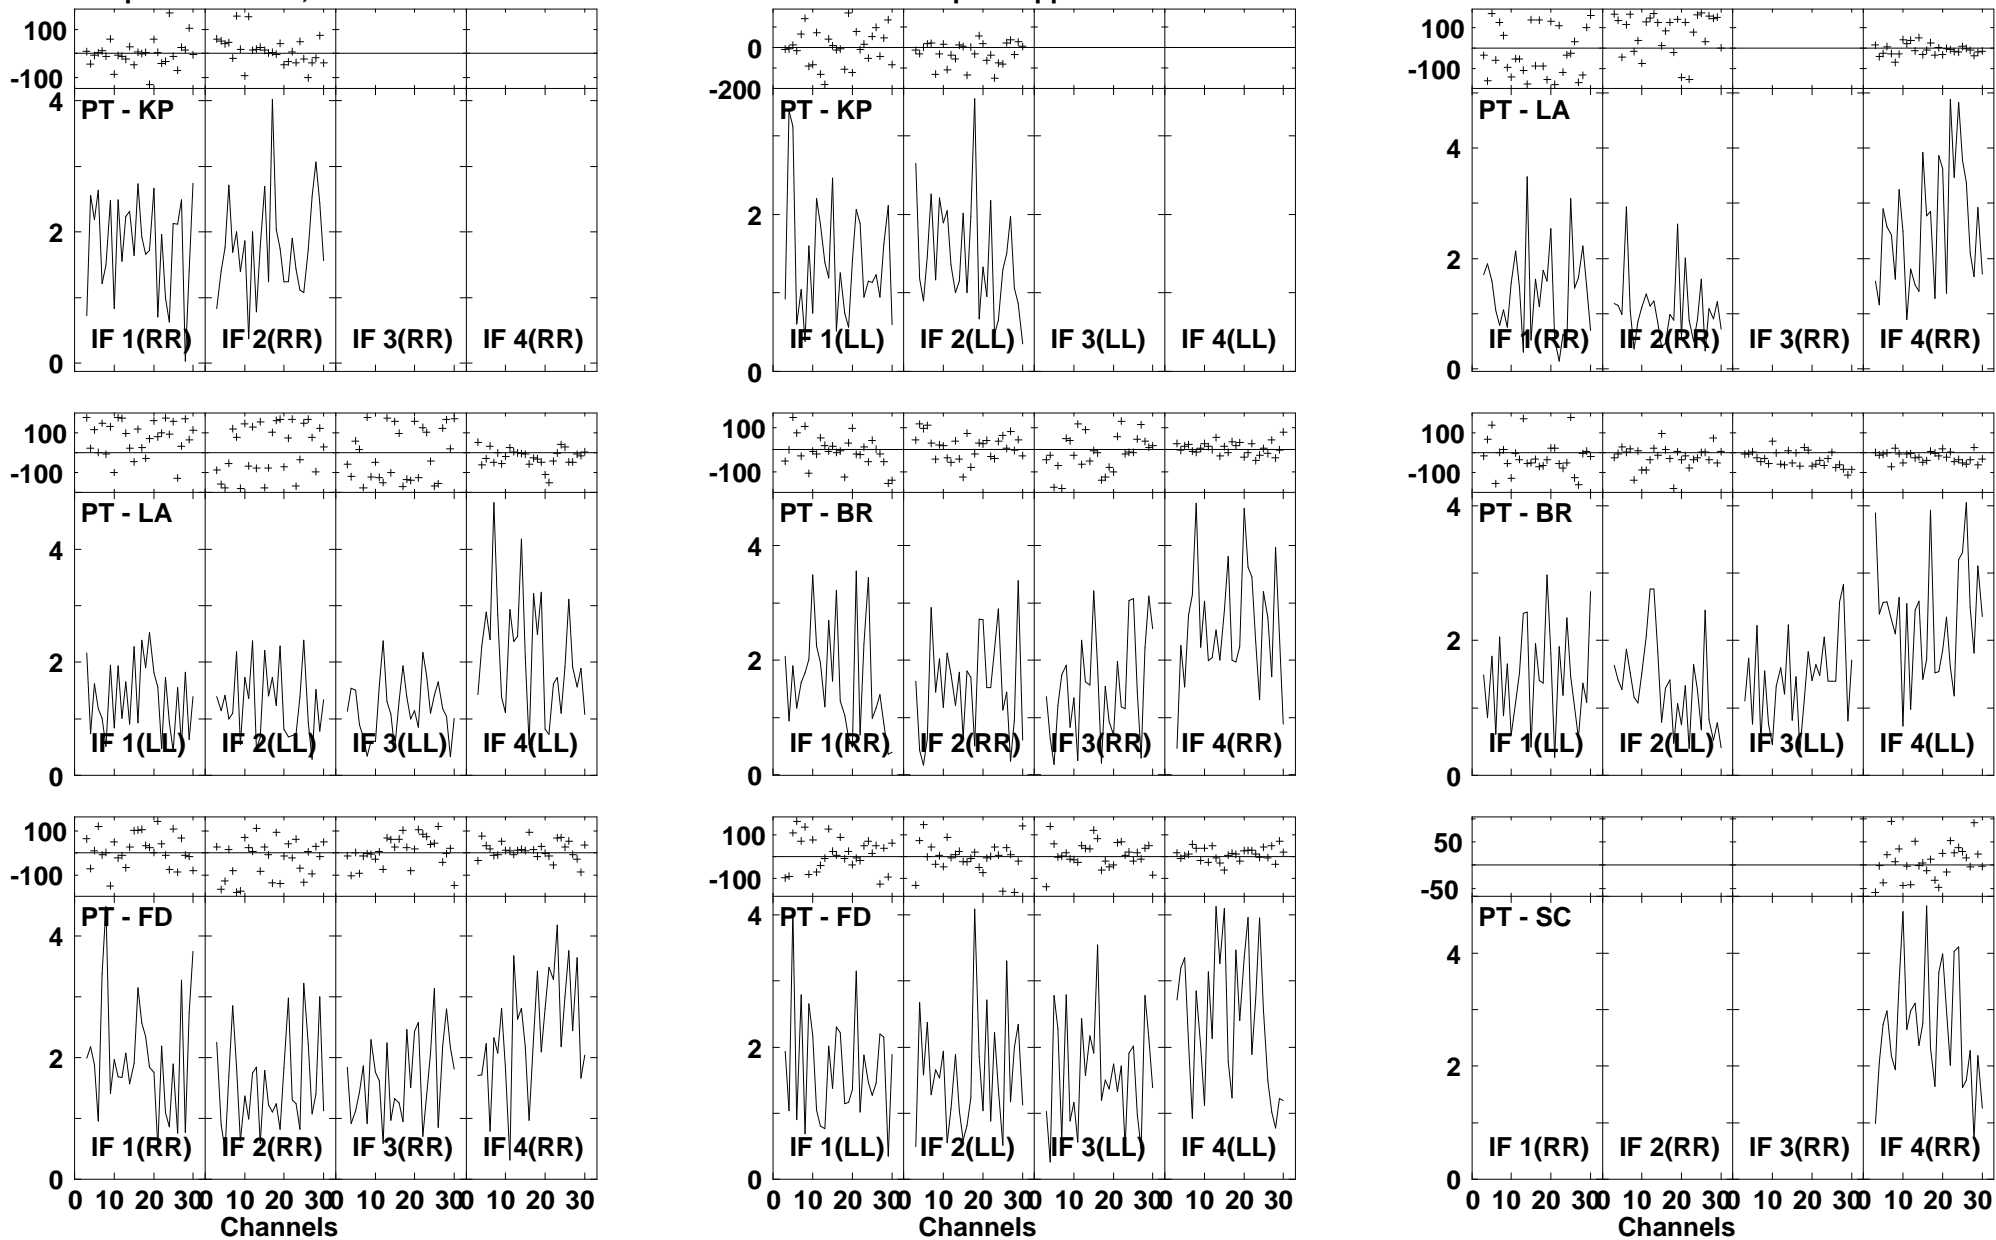 100
-100
PT - KP
4
2
0
IF 1(RR) IF 2(RR) IF 3(RR) IF 4(RR)
0
-200
PT - KP
2
0
IF 1(LL) IF 2(LL) IF 3(LL) IF 4(LL)
100
-100
PT - LA
4
2
0
IF 1(RR) IF 2(RR) IF 3(RR) IF 4(RR)
100
-100
PT - LA
4
2
0
IF 1(LL) IF 2(LL) IF 3(LL) IF 4(LL)
100
-100
PT - BR
4
2
0
IF 1(RR) IF 2(RR) IF 3(RR) IF 4(RR)
100
-100
PT - BR
4
2
0
IF 1(LL) IF 2(LL) IF 3(LL) IF 4(LL)
100
-100
PT - FD
4
2
0
IF 1(RR) IF 2(RR) IF 3(RR) IF 4(RR)
0 10 20 30 0 10 20 30 0 10 20 30 0 10 20 30
Channels
100
-100
PT - FD
4
2
0
IF 1(LL) IF 2(LL) IF 3(LL) IF 4(LL)
0 10 20 30 0 10 20 30 0 10 20 30 0 10 20 30
Channels
50
-50
PT - SC
4
2
0
IF 1(RR) IF 2(RR) IF 3(RR) IF 4(RR)
0 10 20 30 0 10 20 30 0 10 20 30 0 10 20 30
Channels